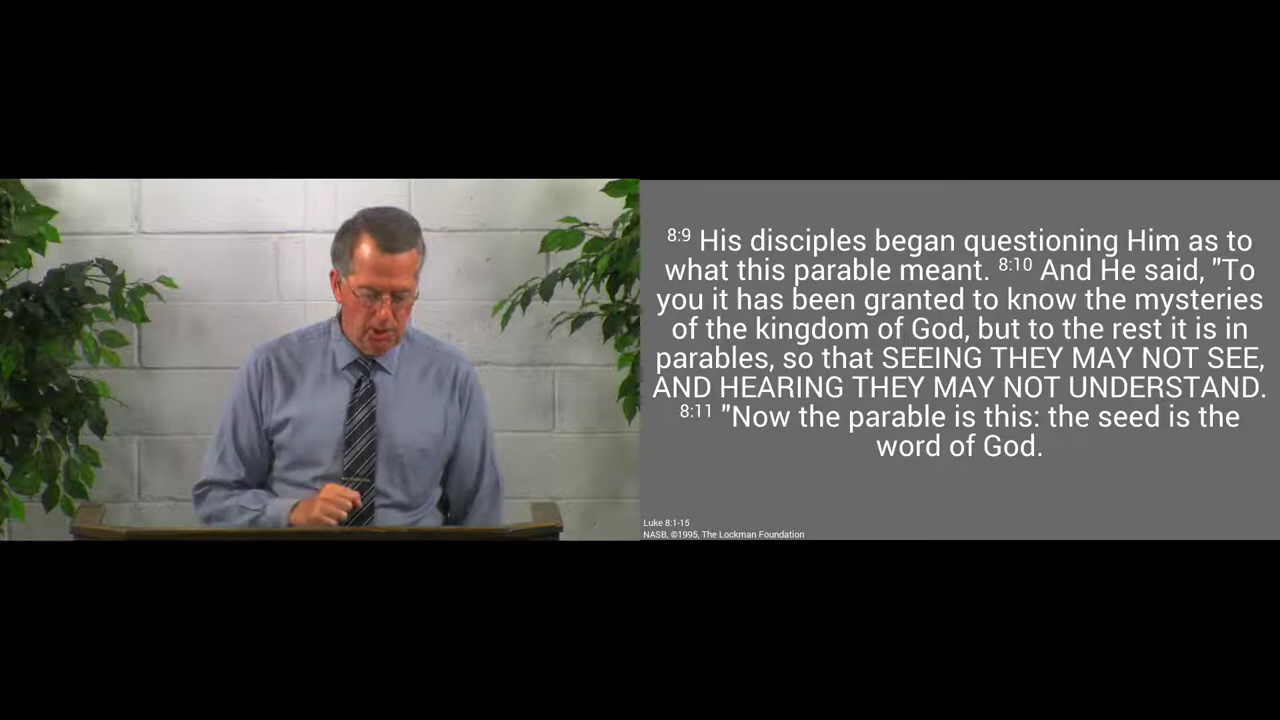 8:9 His disciples began questioning Him as to
what this parable meant. 8:10 And He said, "To
you it has been granted to know the mysteries
of the kingdom of God, but to the rest it is in
parables, so that SEEING THEY MAY NOT SEE,
AND HEARING THEY MAY NOT UNDERSTAND.
8:11 "Now the parable is this: the seed is the
word of God.
Luke 8:1-15
NASB, ©1995, The Lockman Foundation